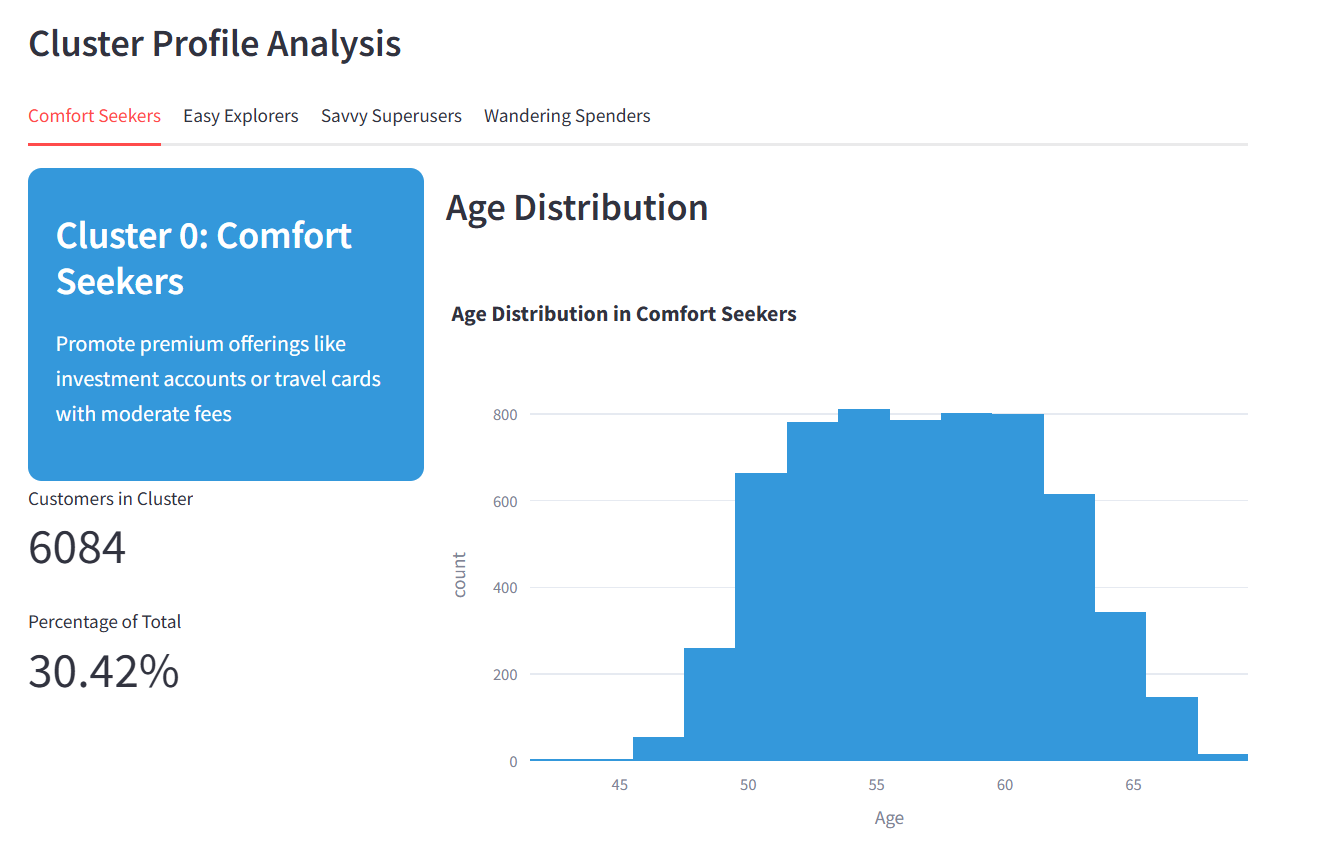 Cluster Profile Analysis
Comfort Seekers Easy Explorers Savvy Superusers Wandering Spenders
Cluster 0: Comfort
Seekers
Promote premium offerings like
investment accounts or travel cards
with moderate fees
Customers in Cluster
6084
Percentage of Total
30.42%
Age Distribution
Age Distribution in Comfort Seekers
800
600
400
200
0
count
45 50 55 60 65
Age